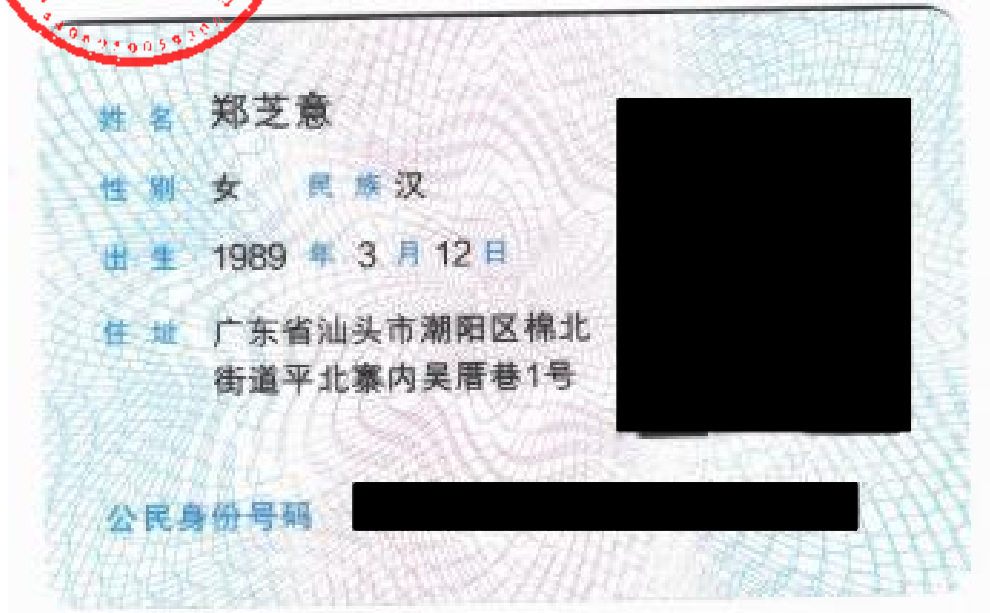 姓名 郑芝意
性别 女 民族 汉
出生 1989 年 3 月 12 日
住址 广东省汕头市潮阳区棉北
街道平北寨内吴厝巷1号
公民身份号码